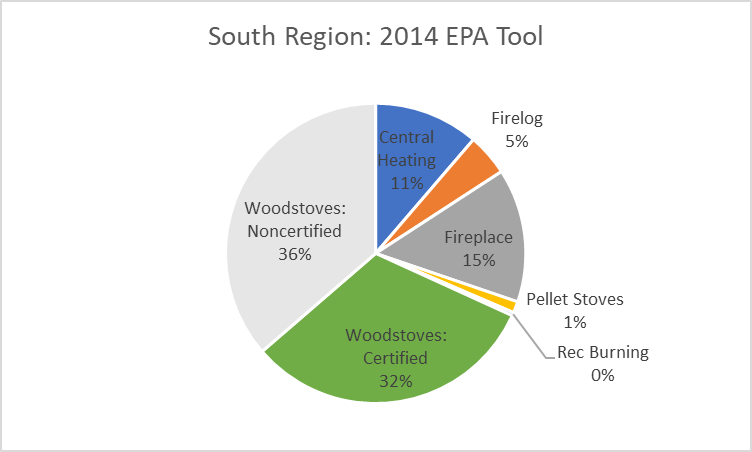 South Region: 2014 EPA Tool
Central
Heating
11%
Firelog
5%
Fireplace
15%
Pellet Stoves
1%
Rec Burning
0%
Woodstoves:
Certified
32%
Woodstoves:
Noncertified
36%